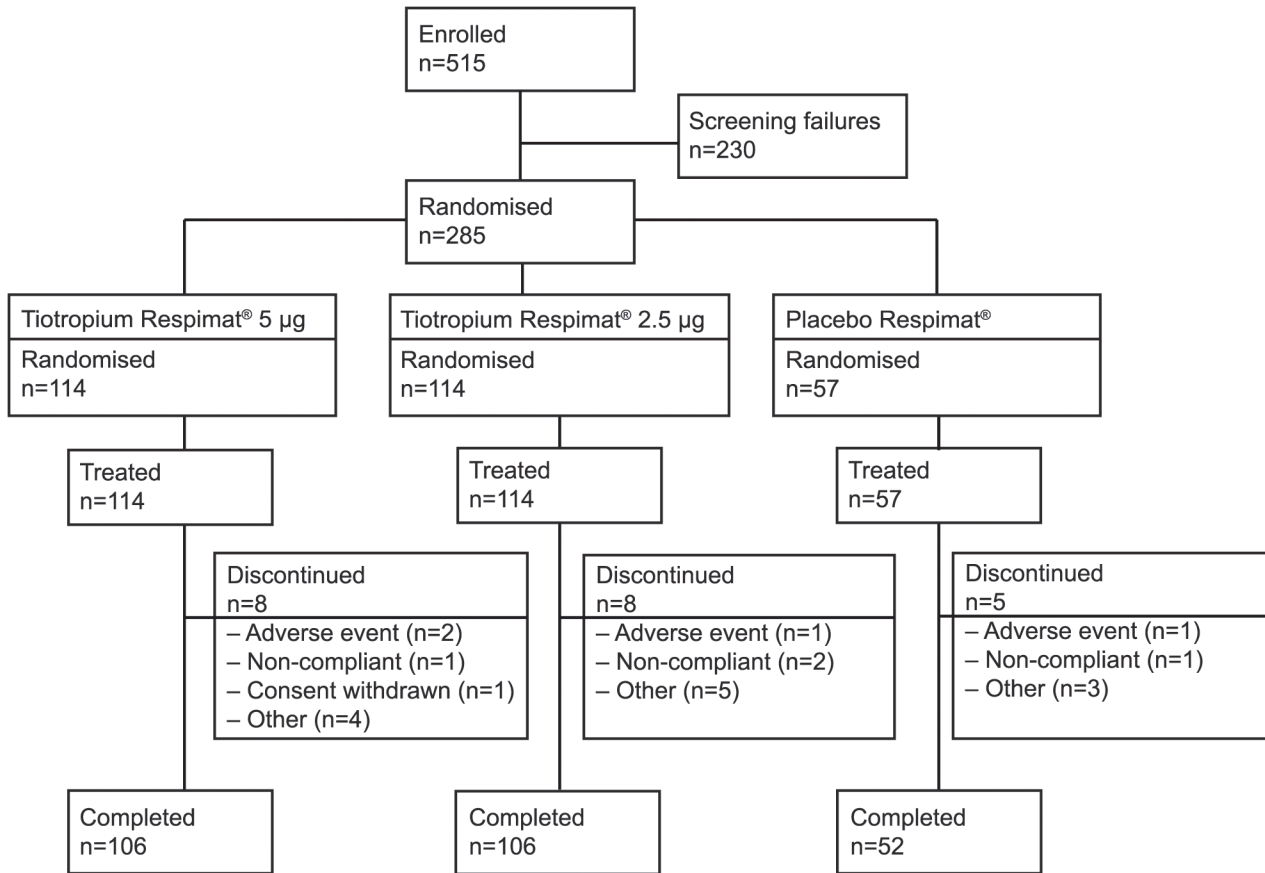 Enrolled
n=515
Screening failures
n=230
Randomised
n=285
Tiotropium Respimat® 5 µg
Randomised
n=114
Treated
n=114
Discontinued
n=8
– Adverse event (n=2)
– Non-compliant (n=1)
– Consent withdrawn (n=1)
– Other (n=4)
Completed
n=106
Tiotropium Respimat® 2.5 µg
Randomised
n=114
Treated
n=114
Discontinued
n=8
– Adverse event (n=1)
– Non-compliant (n=2)
– Other (n=5)
Completed
n=106
Placebo Respimat®
Randomised
n=57
Treated
n=57
Discontinued
n=5
– Adverse event (n=1)
– Non-compliant (n=1)
– Other (n=3)
Completed
n=52